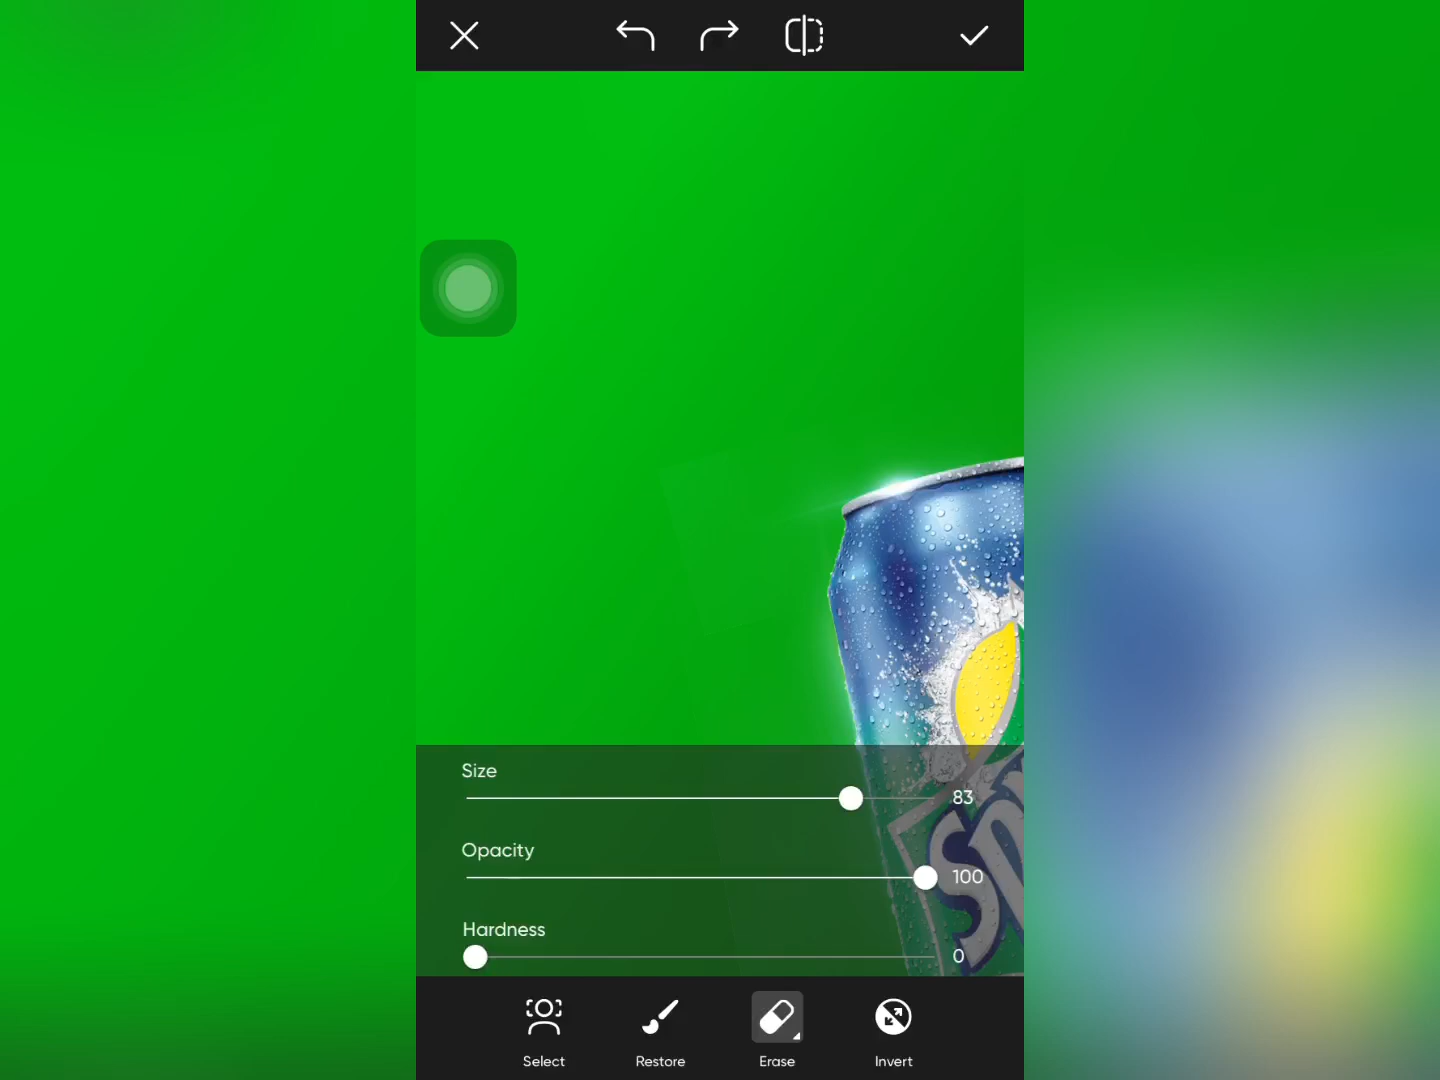 Size
83
Opacity
100
Hardness
0
Select
Restore
Erase
Invert